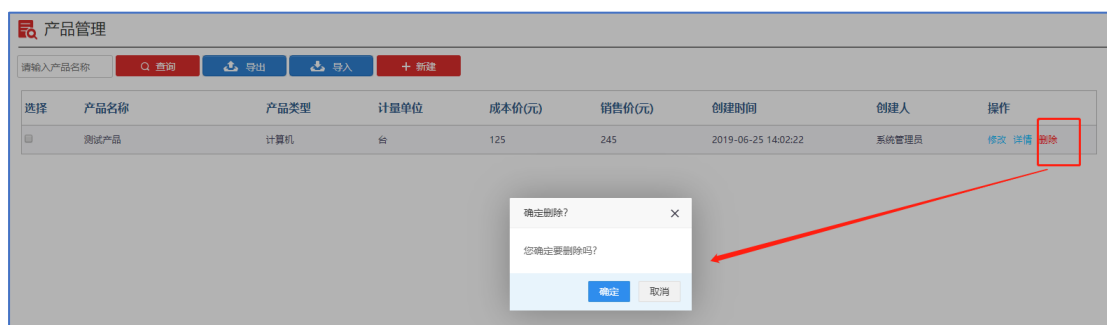 产品管理
请输入产品名称 查询 导出 导入 新建
选择 产品名称 产品类型 计量单位 成本价(元) 销售价(元) 创建时间 创建人 操作
测试产品 计算机 台 125 245 2019-06-25 14:02:22 系统管理员 修改 详情 删除
确定删除?
您确定要删除吗?
确定 取消